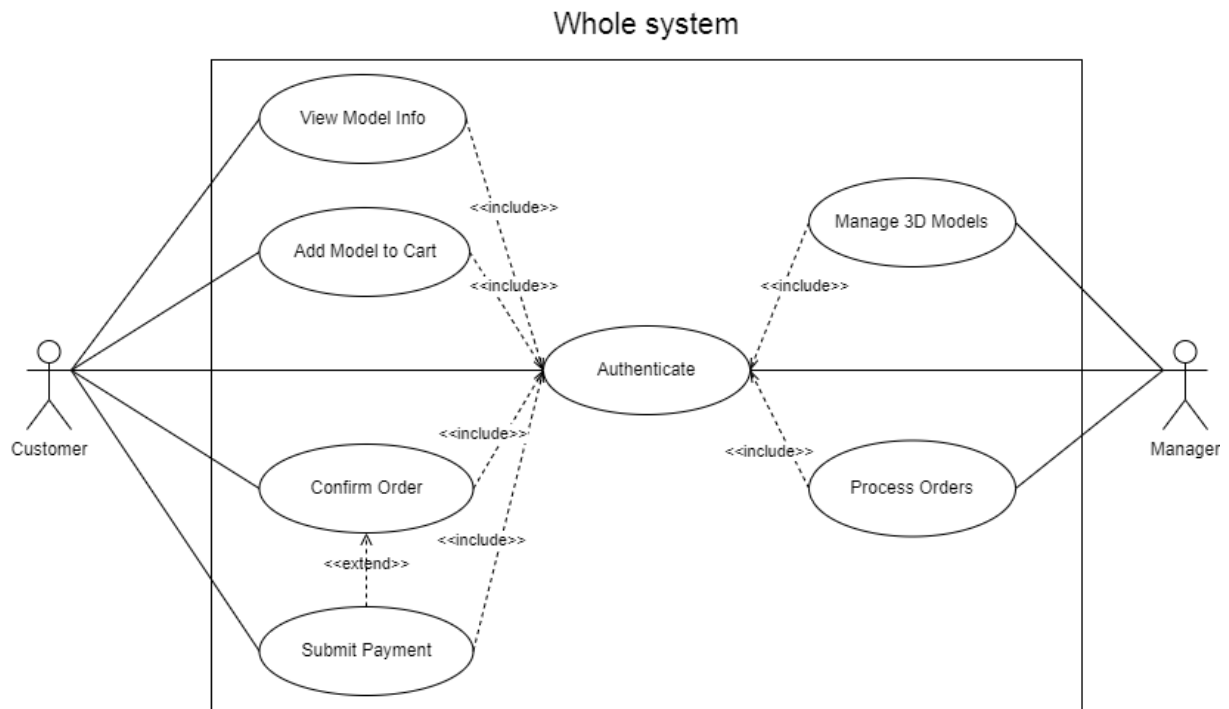 Whole system
View Model Info
<<include>>
Manage 3D Models
Add Model to Cart
<<include>>
<<include>>
Authenticate
Customer
Manager
<<include>>
<<include>>
Confirm Order
Process Orders
<<include>>
<<extend>>
Submit Payment